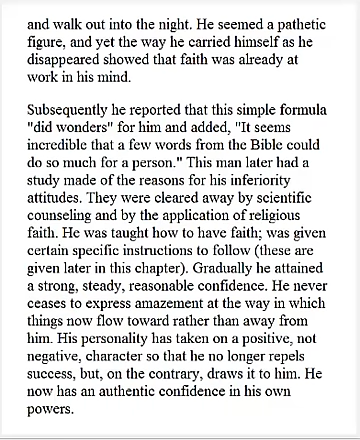 and walk out into the night. He seemed a pathetic
figure, and yet the way he carried himself as he
disappeared showed that faith was already at
work in his mind.
Subsequently he reported that this simple formula
"did wonders" for him and added, "It seems
incredible that a few words from the Bible could
do so much for a person." This man later had a
study made of the reasons for his inferiority
attitudes. They were cleared away by scientific
counseling and by the application of religious
faith. He was taught how to have faith; was given
certain specific instructions to follow (these are
given later in this chapter). Gradually he attained
a strong, steady, reasonable confidence. He never
ceases to express amazement at the way in which
things now flow toward rather than away from
him. His personality has taken on a positive, not
negative, character so that he no longer repels
success, but, on the contrary, draws it to him. He
now has an authentic confidence in his own
powers.